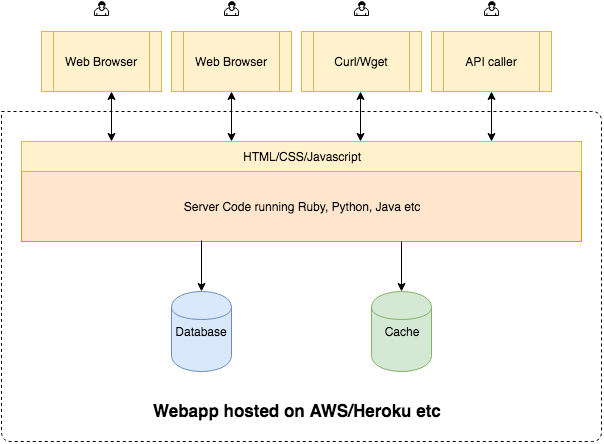 Web Browser
Web Browser
Curl/Wget
API caller
HTML/CSS/Javascript
Server Code running Ruby, Python, Java etc
Database
Cache
Webapp hosted on AWS/Heroku etc